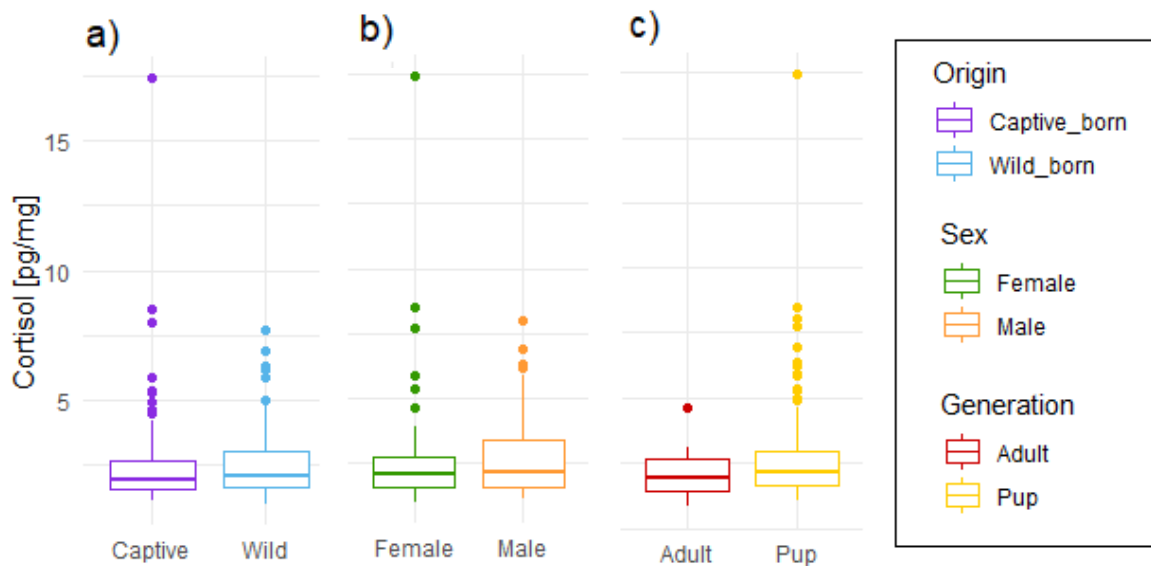 a)
b)
c)
Cortisol [pg/mg]
15
10
5
Captive
Wild
Female
Male
Adult
Pup
Origin
Captive_born
Wild_born
Sex
Female
Male
Generation
Adult
Pup